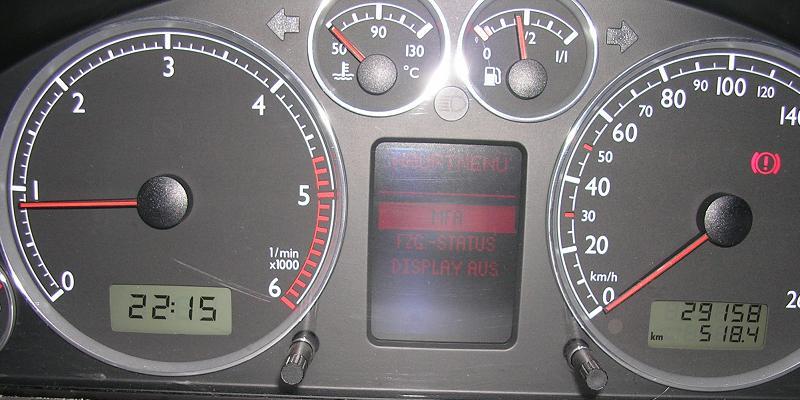 0 1 2 3 4 5 6
1/min
x1000
22:15
50 90 130
°C
0 1/2 1/1
HAUPTMENU
MFA
FZG.-STATUS
DISPLAY AUS
0 20 30 40 50 60 70 80 90 100 120 140
km/h
29158
km 518.4